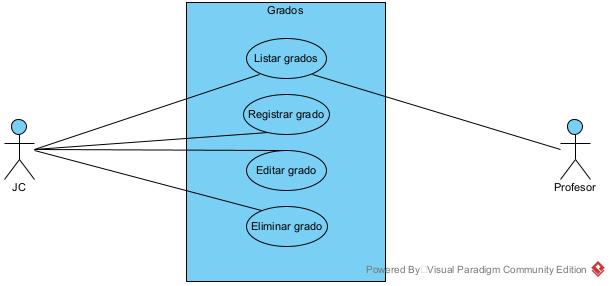 Grados
Listar grados
Registrar grado
Editar grado
Eliminar grado
JC
Profesor
Powered By Visual Paradigm Community Edition